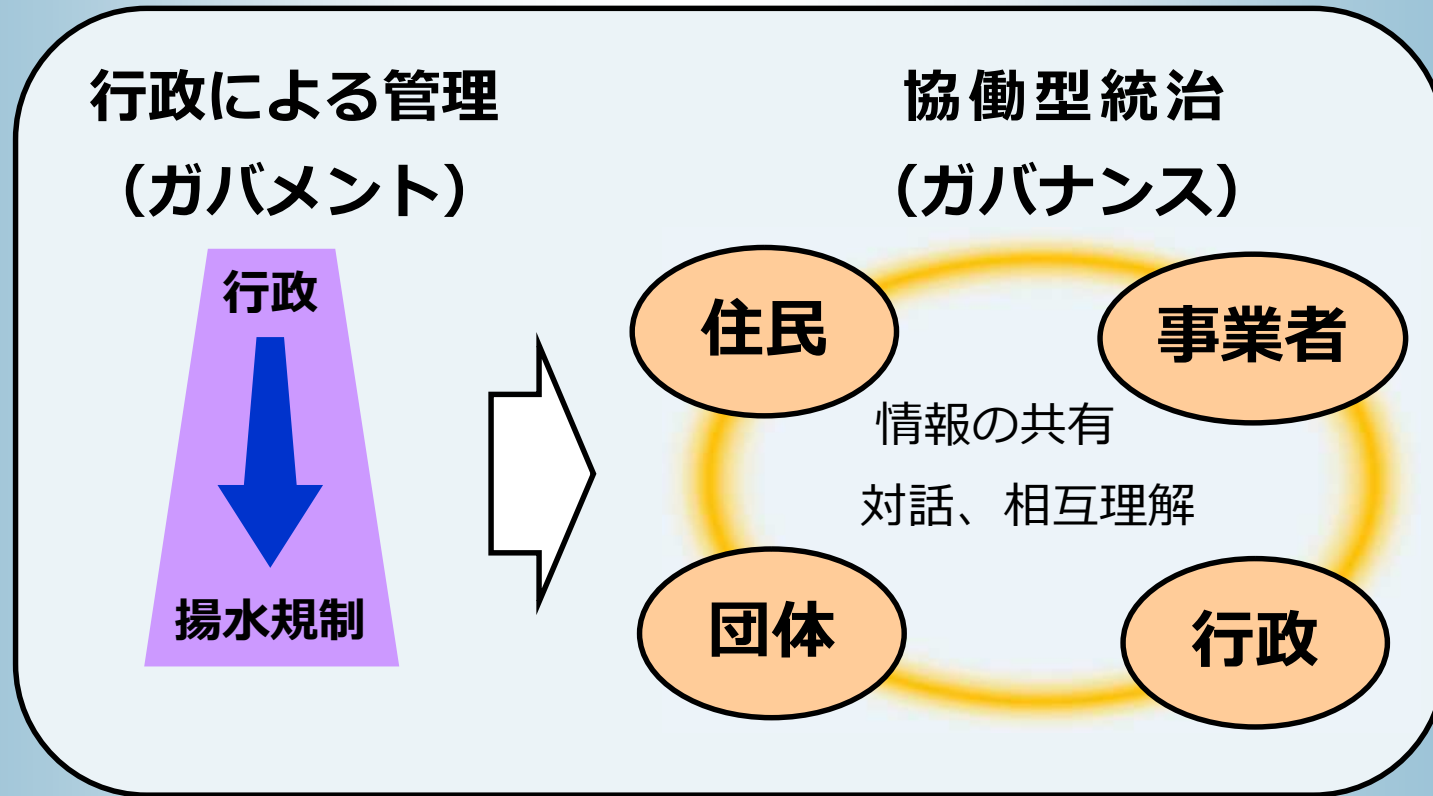 行政による管理
（ガバメント）
行政
揚水規制
協働型統治
（ガバナンス）
住民
事業者
情報の共有
対話、相互理解
団体
行政